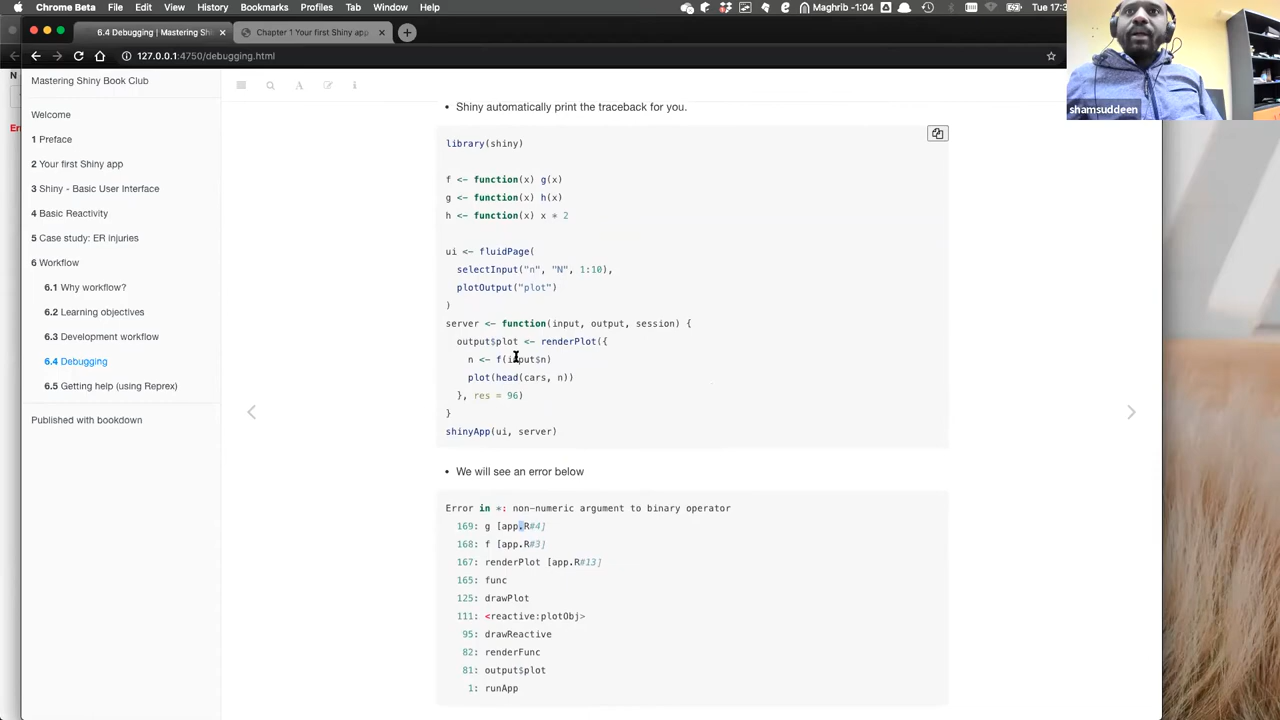 Chrome Beta File Edit View History Bookmarks Profiles Tab Window Help
Maghrib -1:04
Tue 17:3
6.4 Debugging | Mastering Sh
Chapter 1 Your first Shiny app
127.0.0.1:4750/debugging.html
N
Er
shamsuddeen
Mastering Shiny Book Club
Welcome
1 Preface
2 Your first Shiny app
3 Shiny - Basic User Interface
4 Basic Reactivity
5 Case study: ER injuries
6 Workflow
6.1 Why workflow?
6.2 Learning objectives
6.3 Development workflow
6.4 Debugging
6.5 Getting help (using Reprex)
Published with bookdown
• Shiny automatically print the traceback for you.
library(shiny)
f <- function(x) g(x)
g <- function(x) h(x)
h <- function(x) x * 2
ui <- fluidPage(
selectInput("n", "N", 1:10),
plotOutput("plot")
)
server <- function(input, output, session) {
output$plot <- renderPlot({
n <- f(input$n)
plot(head(cars, n))
}, res = 96)
}
shinyApp(ui, server)
• We will see an error below
Error in *: non-numeric argument to binary operator
169: g [app.R#4]
168: f [app.R#3]
167: renderPlot [app.R#13]
165: func
125: drawPlot
111: <reactive:plotObj>
95: drawReactive
82: renderFunc
81: output$plot
1: runApp